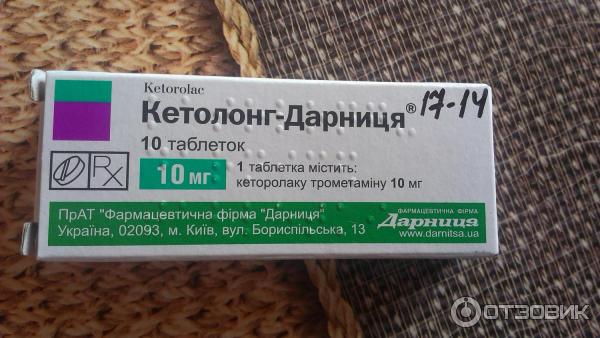 Ketorolac
Кетолонг-Дарниця® 17-14
10 таблеток
10 мг
1 таблетка містить:
кеторолаку трометаміну 10 мг
Rx
ПрАТ "Фармацевтична фірма "Дарниця"
Україна, 02093, м. Київ, вул. Бориспільська, 13
ФАРМАЦЕВТИЧНА ФІРМА
Дарниця
www.darnitsa.ua
ОТЗОВИК